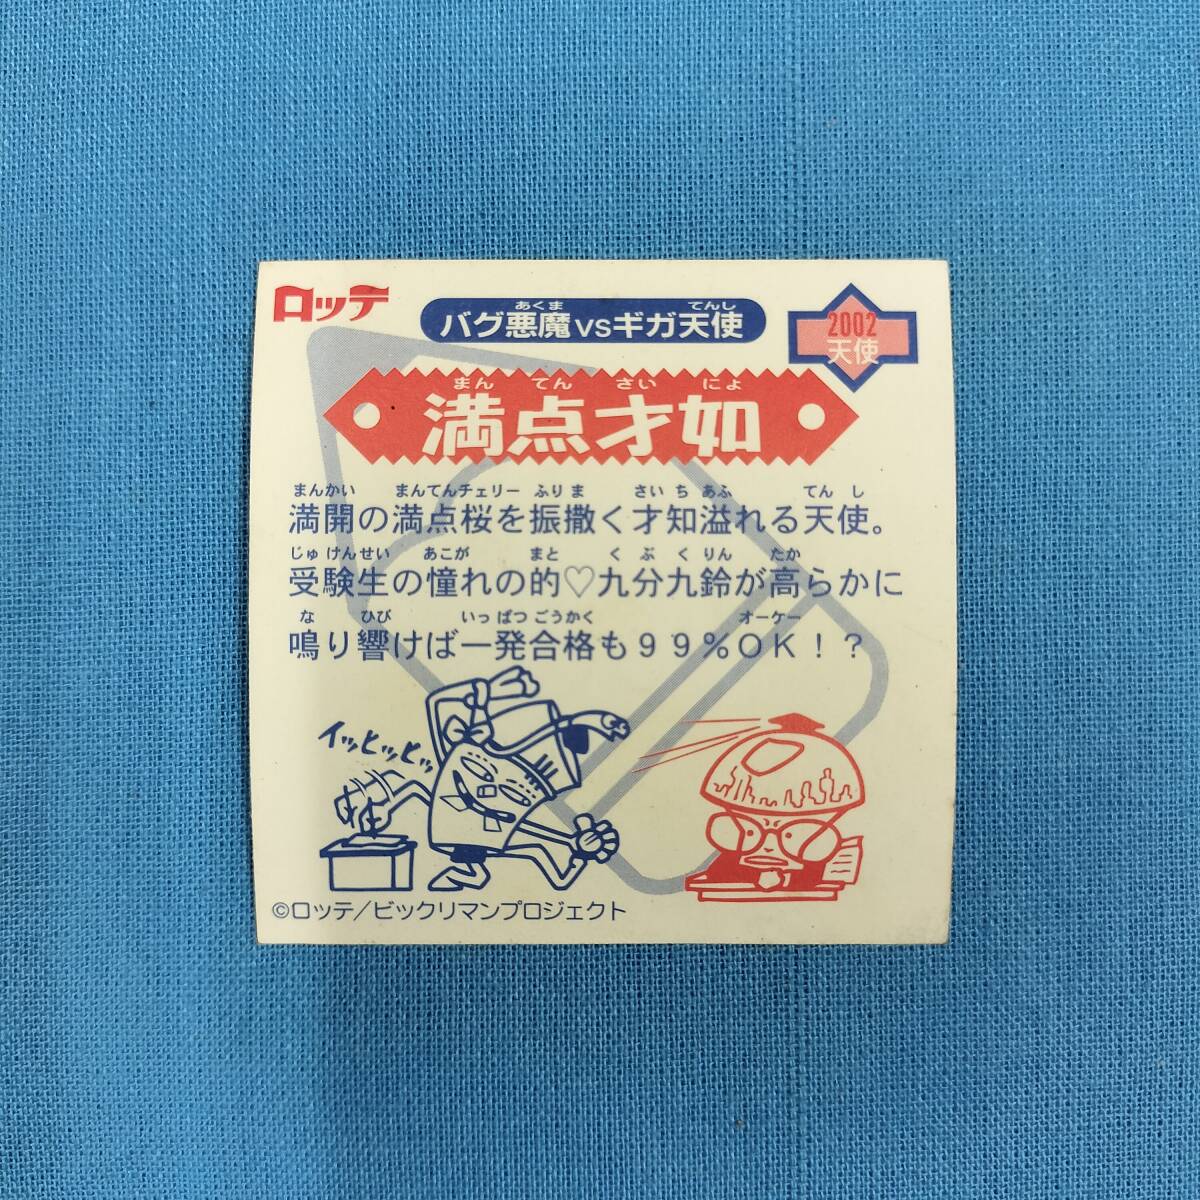 ロッテ
あくま てんし
バグ悪魔vsギガ天使
2002
天使
まん てん さい にょ
満点才如
まんかい まんてんチェリー ふりま さい ち あふ てん し
満開の満点桜を振撒く才知溢れる天使。
じゅ けんせい あこが まと く ぶ く りん たか
受験生の憧れの的♡九分九鈴が高らかに
な ひび いっ ぱつ ごうかく オーケー
鳴り響けば一発合格も９９％ＯＫ！？
イッヒッヒッ
©ロッテ/ビックリマンプロジェクト